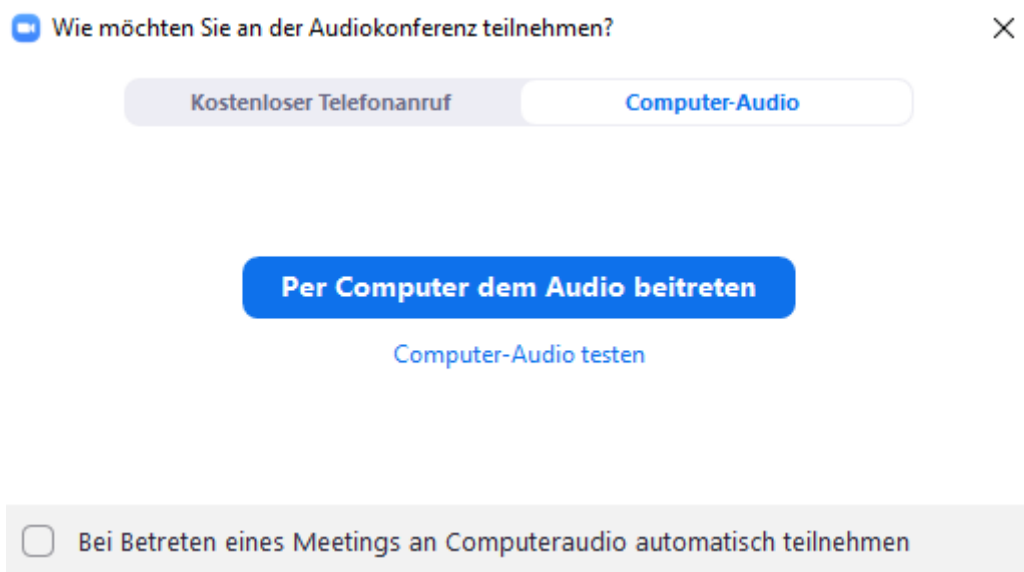 Wie möchten Sie an der Audiokonferenz teilnehmen?
Kostenloser Telefonanruf
Computer-Audio
Per Computer dem Audio beitreten
Computer-Audio testen
Bei Betreten eines Meetings an Computeraudio automatisch teilnehmen